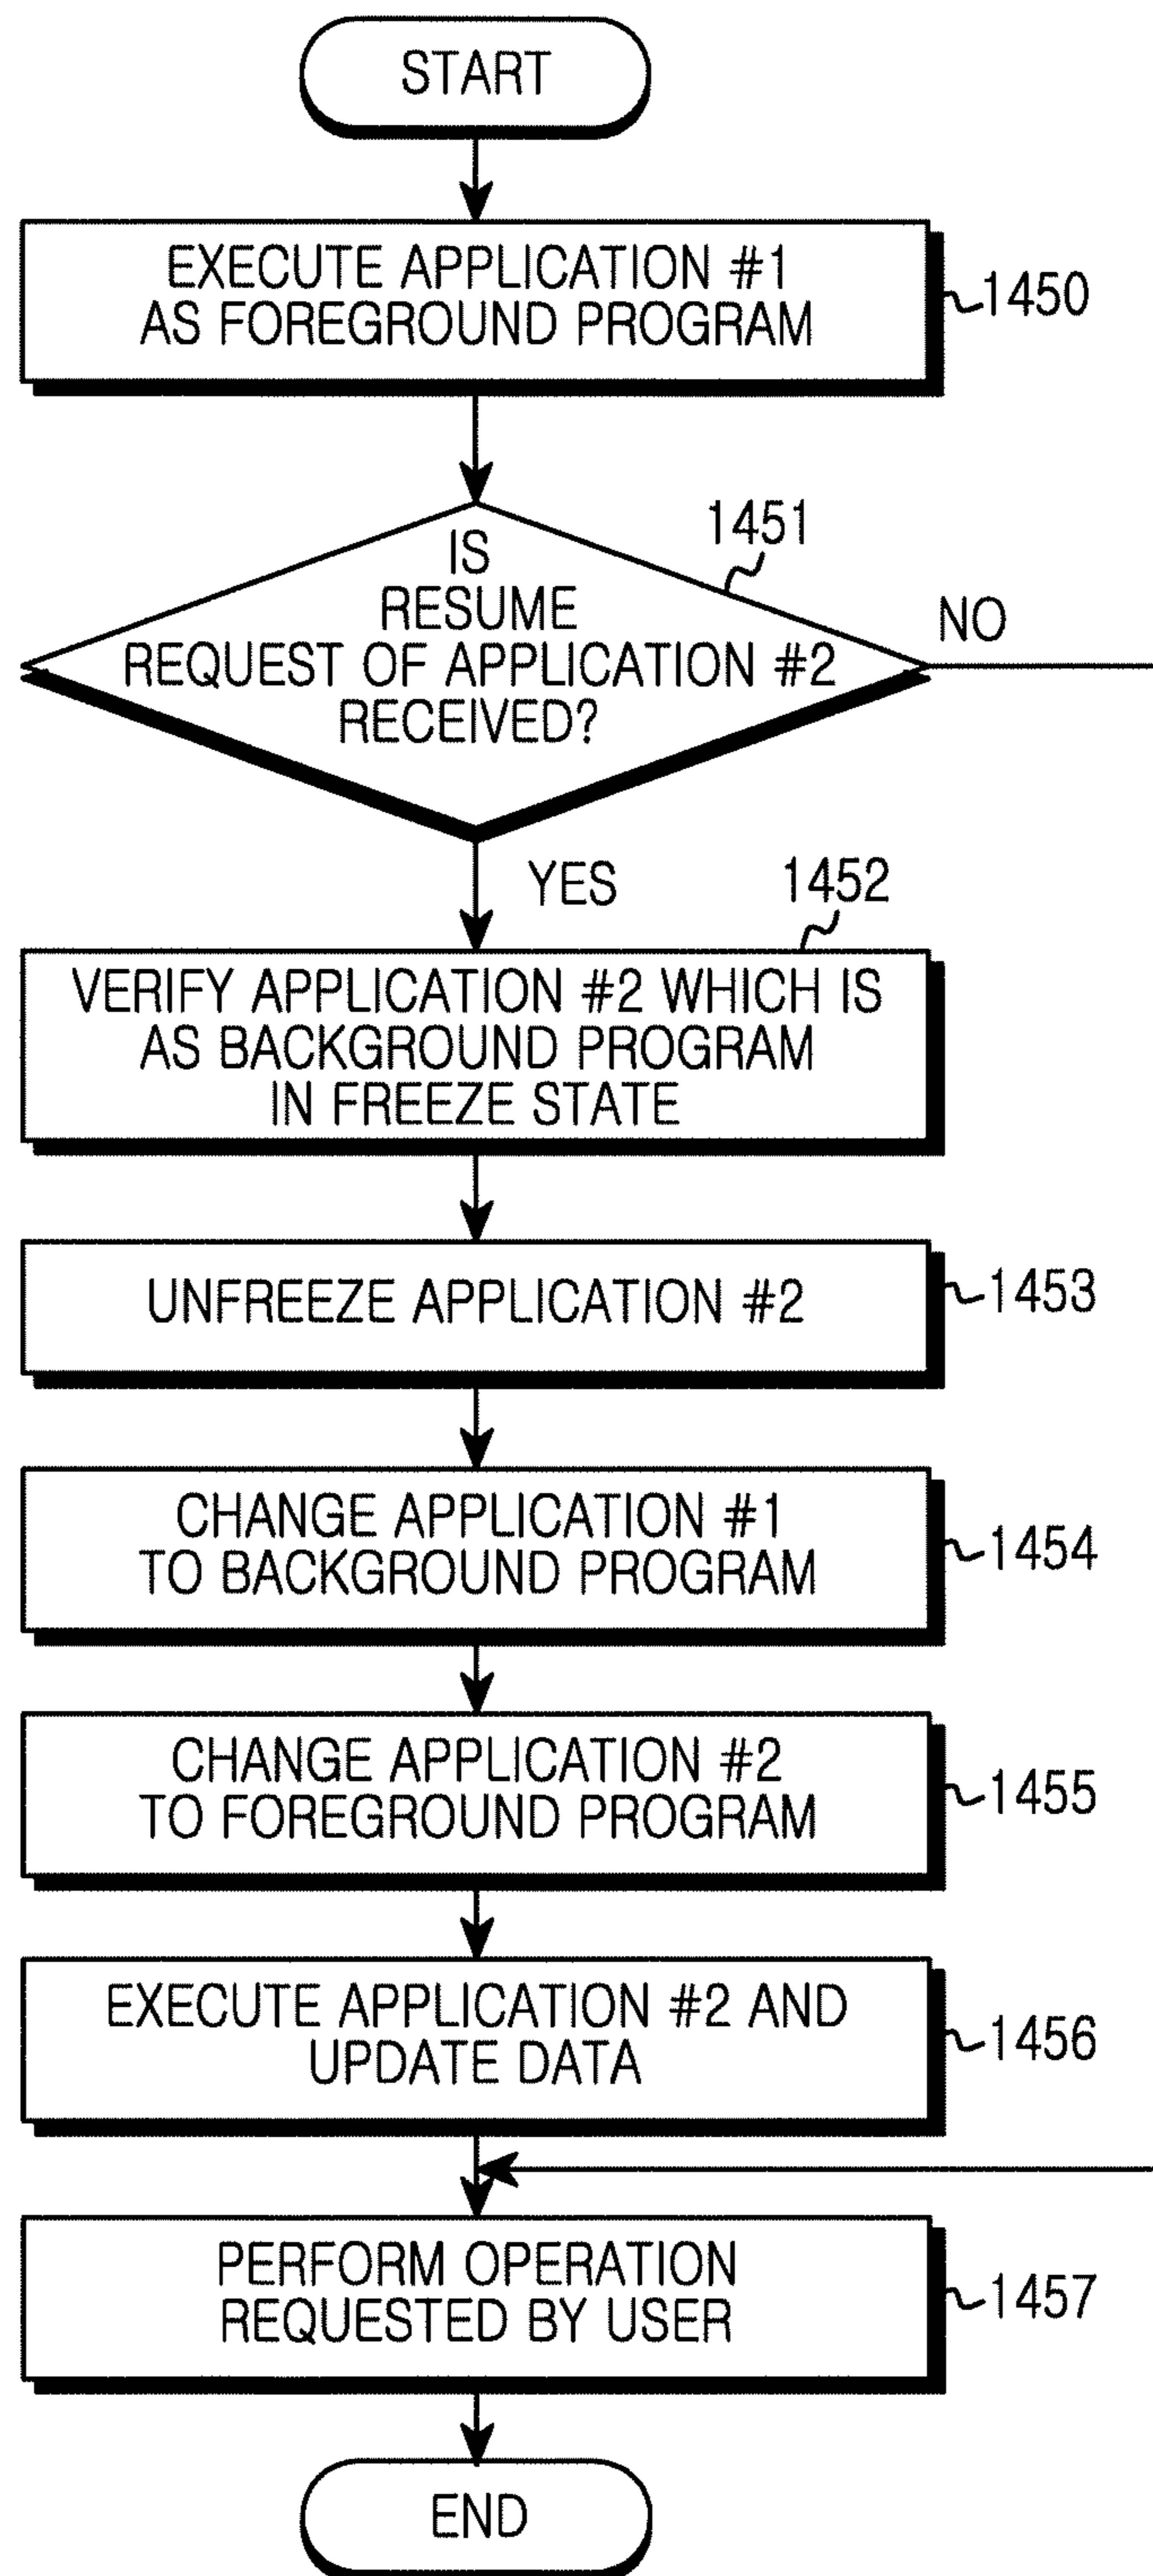 START
EXECUTE APPLICATION #1
AS FOREGROUND PROGRAM
1450
1451
IS
RESUME
REQUEST OF APPLICATION #2
RECEIVED?
NO
YES
1452
VERIFY APPLICATION #2 WHICH IS
AS BACKGROUND PROGRAM
IN FREEZE STATE
UNFREEZE APPLICATION #2
1453
CHANGE APPLICATION #1
TO BACKGROUND PROGRAM
1454
CHANGE APPLICATION #2
TO FOREGROUND PROGRAM
1455
EXECUTE APPLICATION #2 AND
UPDATE DATA
1456
PERFORM OPERATION
REQUESTED BY USER
1457
END